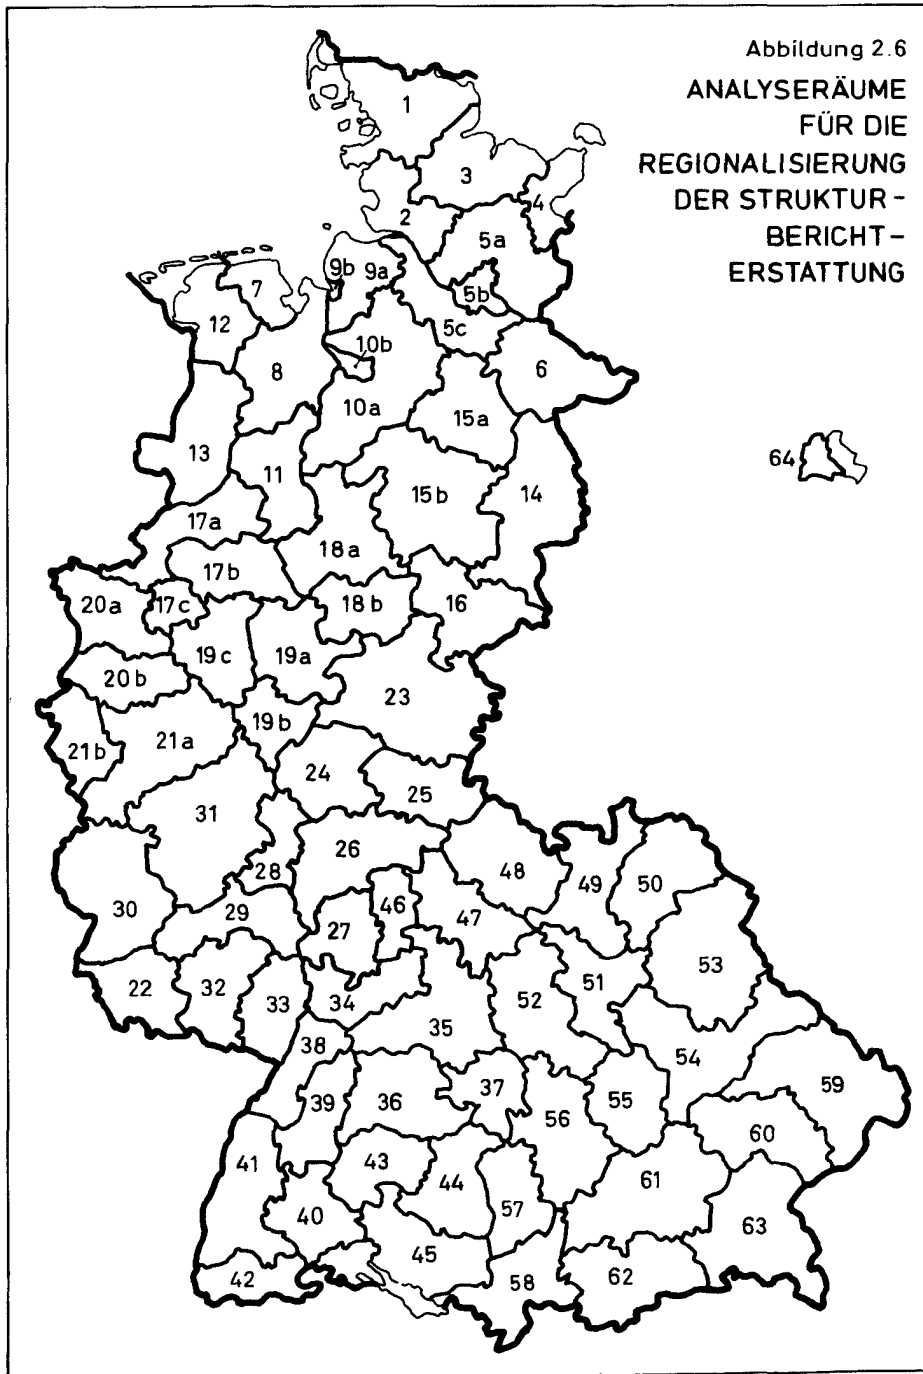 Abbildung 2.6
ANALYSERÄUME
FÜR DIE
REGIONALISIERUNG
DER STRUKTUR-
BERICHT-
ERSTATTUNG
1
3
4
2
5a
9b
9a
7
5b
12
5c
10b
6
8
10a
15a
13
64
11
15b
14
17a
18a
17b
20a
17c
18b
16
19c
19a
20b
23
19b
21b
21a
24
25
31
26
28
48
49
50
30
29
46
27
47
53
22
32
33
34
52
51
35
38
54
39
36
37
55
59
56
60
41
43
44
61
40
57
63
45
42
58
62